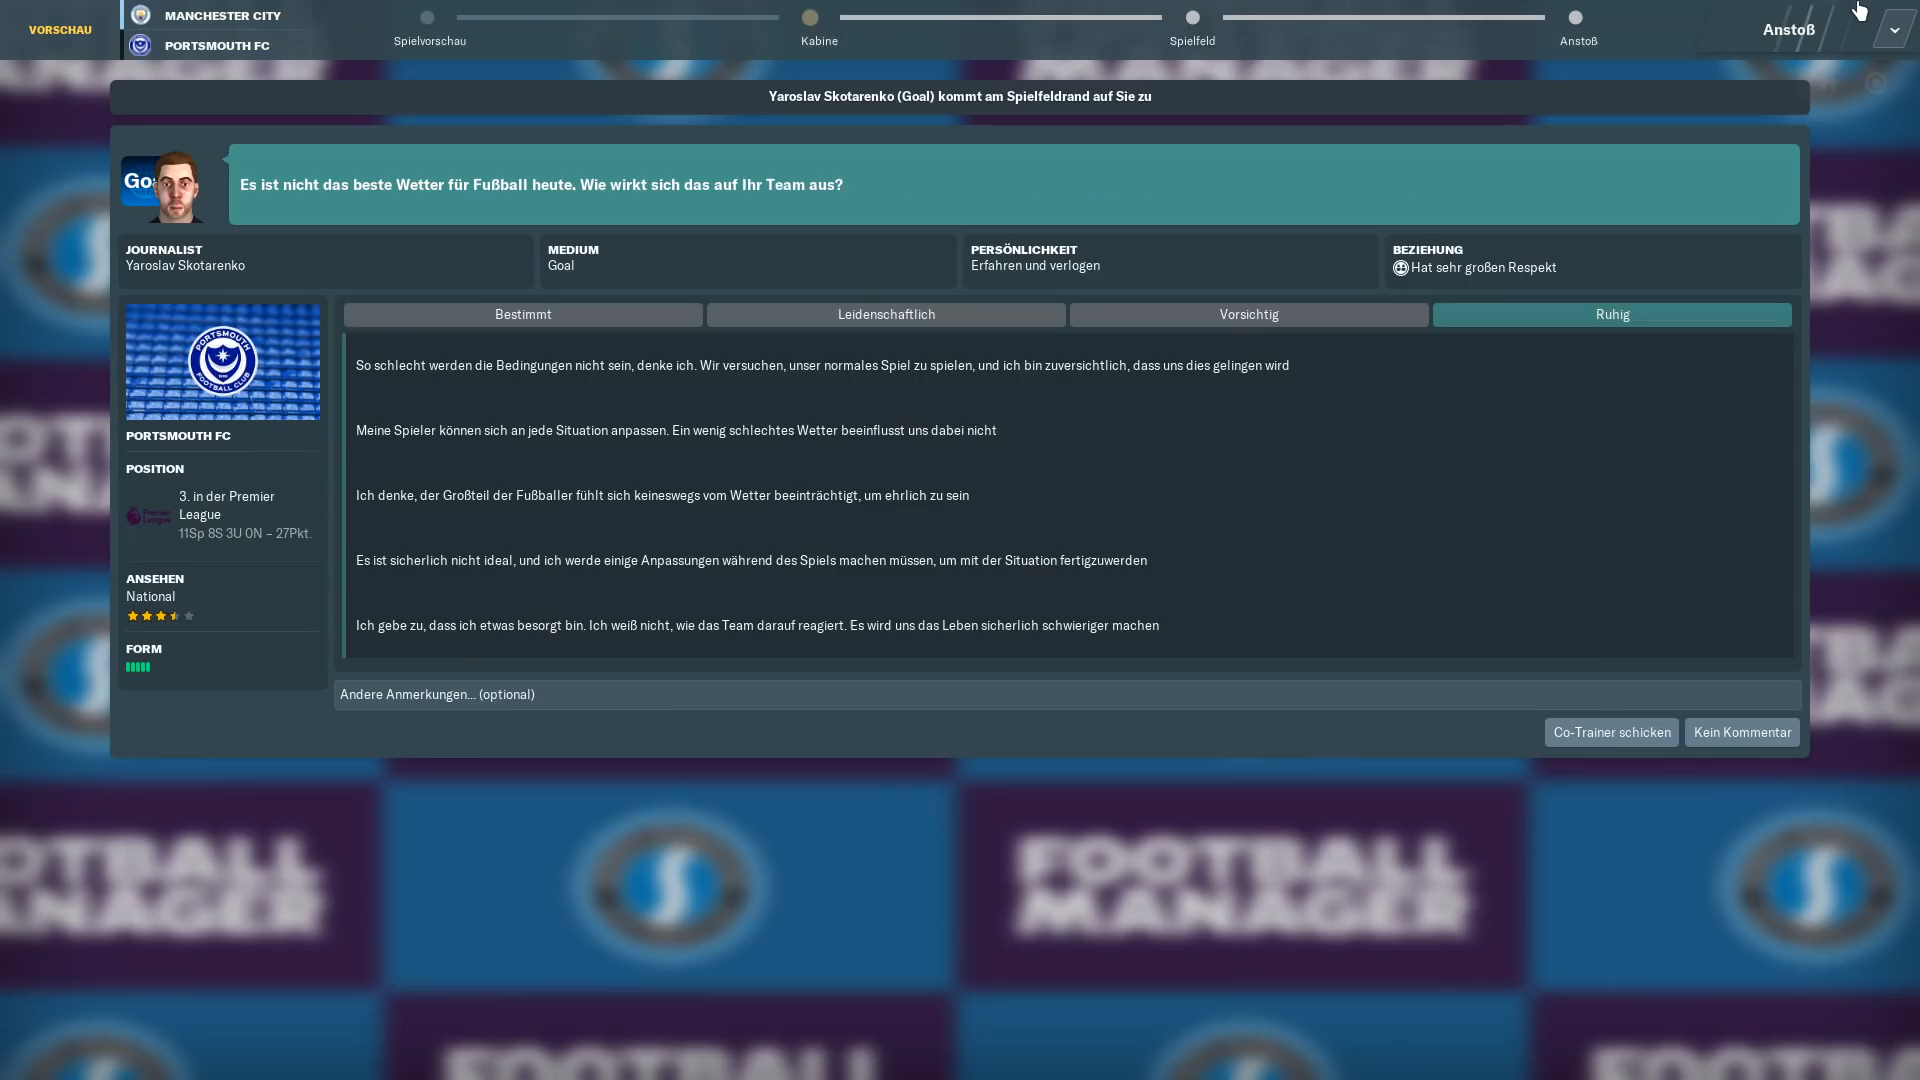 VORSCHAU
MANCHESTER CITY
PORTSMOUTH FC
Spielvorschau
Kabine
Spielfeld
Anstoß
Anstoß
Yaroslav Skotarenko (Goal) kommt am Spielfeldrand auf Sie zu
Es ist nicht das beste Wetter für Fußball heute. Wie wirkt sich das auf Ihr Team aus?
JOURNALIST
Yaroslav Skotarenko
MEDIUM
Goal
PERSÖNLICHKEIT
Erfahren und verlogen
BEZIEHUNG
Hat sehr großen Respekt
PORTSMOUTH
FOOTBALL CLUB
PORTSMOUTH FC
POSITION
Premier League
3. in der Premier
League
11Sp 8S 3U 0N – 27Pkt.
ANSEHEN
National
FORM
Bestimmt
Leidenschaftlich
Vorsichtig
Ruhig
So schlecht werden die Bedingungen nicht sein, denke ich. Wir versuchen, unser normales Spiel zu spielen, und ich bin zuversichtlich, dass uns dies gelingen wird
Meine Spieler können sich an jede Situation anpassen. Ein wenig schlechtes Wetter beeinflusst uns dabei nicht
Ich denke, der Großteil der Fußballer fühlt sich keineswegs vom Wetter beeinträchtigt, um ehrlich zu sein
Es ist sicherlich nicht ideal, und ich werde einige Anpassungen während des Spiels machen müssen, um mit der Situation fertigzuwerden
Ich gebe zu, dass ich etwas besorgt bin. Ich weiß nicht, wie das Team darauf reagiert. Es wird uns das Leben sicherlich schwieriger machen
Andere Anmerkungen... (optional)
Co-Trainer schicken
Kein Kommentar
FOOTBALL
MANAGER